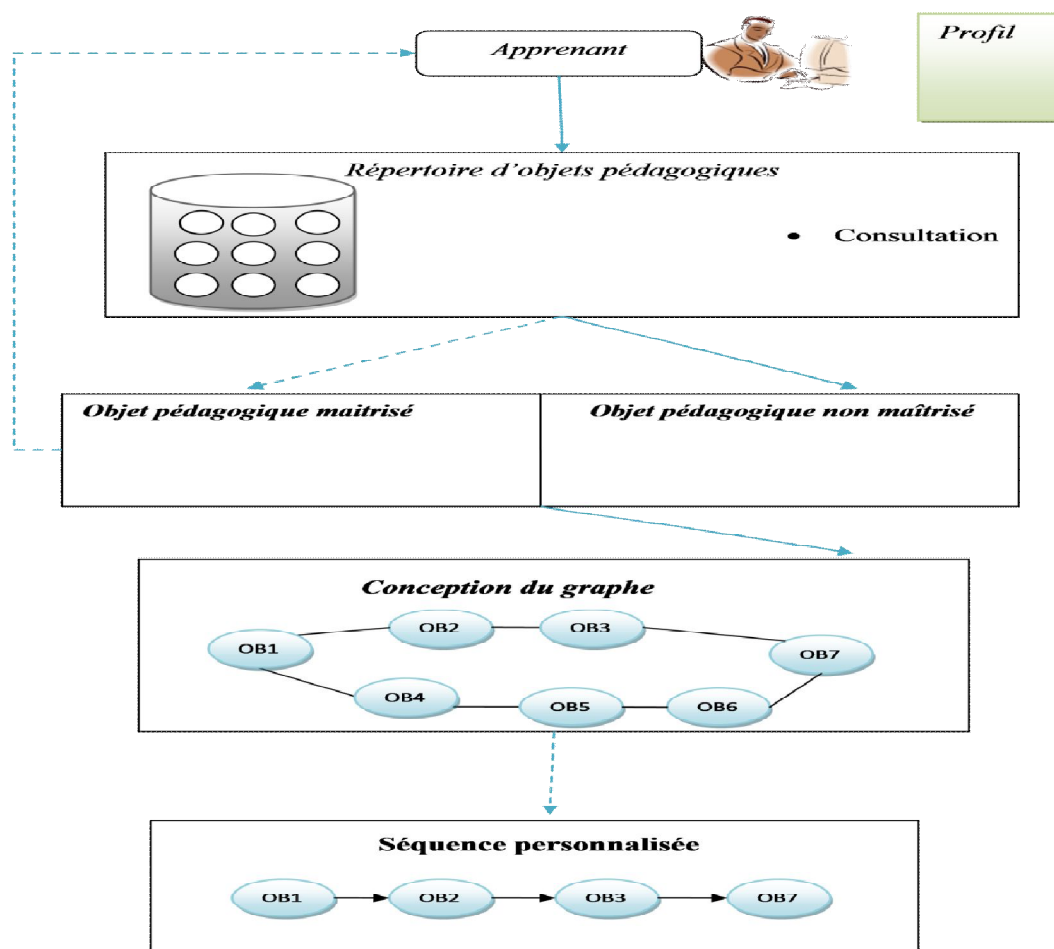 Apprenant
Profil
Répertoire d'objets pédagogiques
• Consultation
Objet pédagogique maitrisé
Objet pédagogique non maîtrisé
Conception du graphe
OB2
OB3
OB1
OB7
OB4
OB5
OB6
Séquence personnalisée
OB1
OB2
OB3
OB7